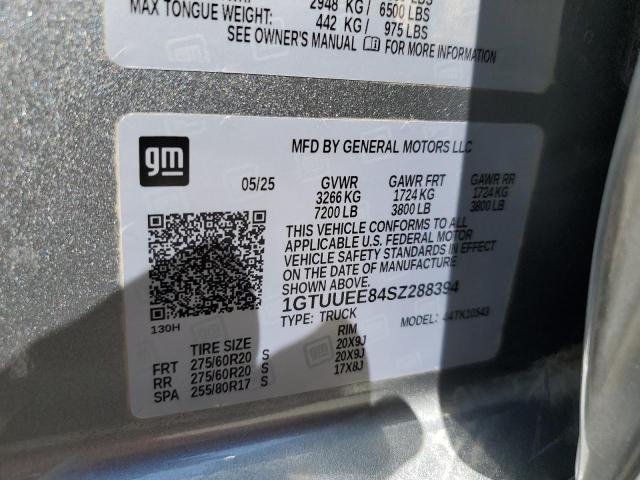 2948 KG/ 6500 LBS
MAX TONGUE WEIGHT: 442 KG/ 975 LBS
SEE OWNER'S MANUAL FOR MORE INFORMATION
gm
MFD BY GENERAL MOTORS LLC
05/25 GVWR GAWR FRT GAWR RR
3266 KG 1724 KG 1724 KG
7200 LB 3800 LB 3800 LB
THIS VEHICLE CONFORMS TO ALL
APPLICABLE U.S. FEDERAL MOTOR
VEHICLE SAFETY STANDARDS IN EFFECT
ON THE DATE OF MANUFACTURE
SHOWN ABOVE.
1GTUUEE84SZ288394
130H
TYPE: TRUCK MODEL: 44TK10543
TIRE SIZE RIM
FRT 275/60R20 S 20X9J
RR 275/60R20 S 20X9J
SPA 255/80R17 S 17X8J